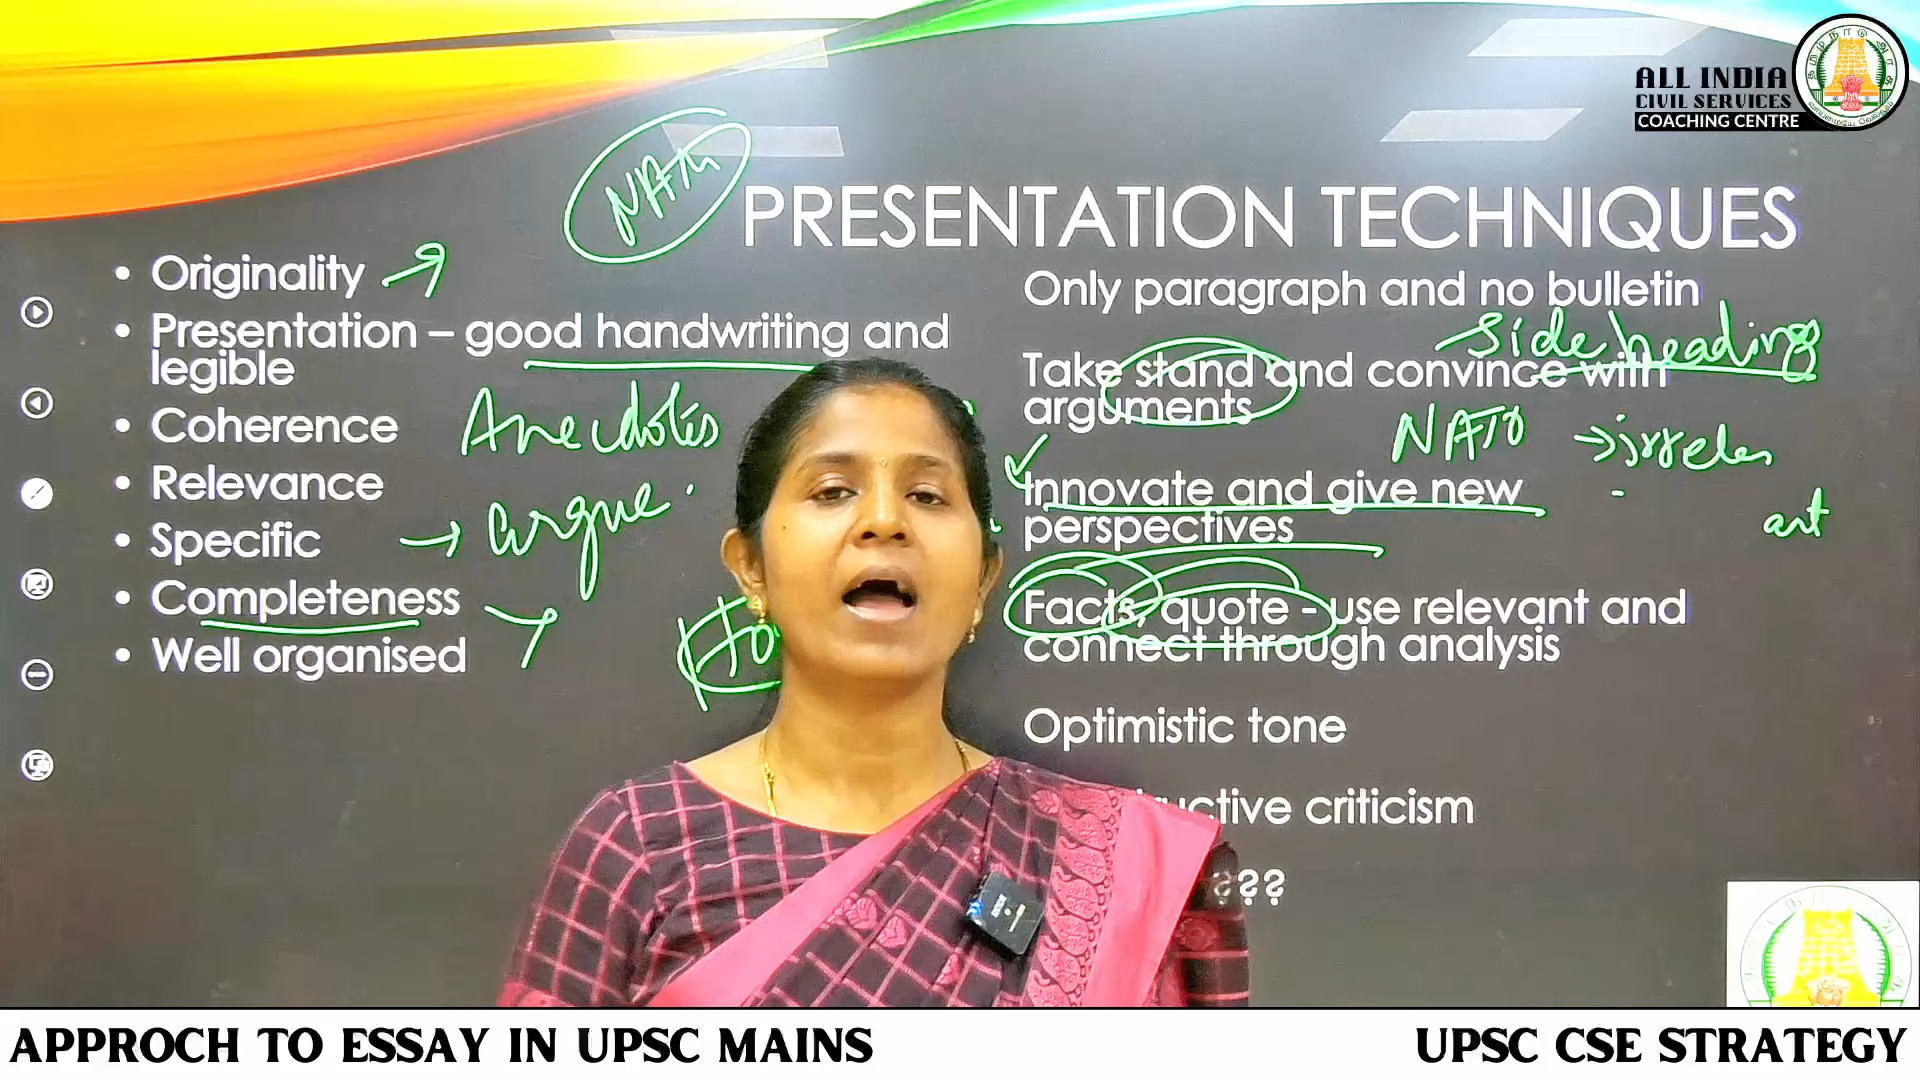 ALL INDIA
CIVIL SERVICES
COACHING CENTRE
NATO
PRESENTATION TECHNIQUES
• Originality
• Presentation – good handwriting and
legible
• Coherence
Anecdotes
• Relevance
• Specific
argue
• Completeness
• Well organised
Only paragraph and no bulletin
side headings
Take stand and convince with
arguments
NATO
Innovate and give new
perspectives
art
Facts, quote - use relevant and
connect through analysis
Optimistic tone
criticism
???
APPROCH TO ESSAY IN UPSC MAINS
UPSC CSE STRATEGY